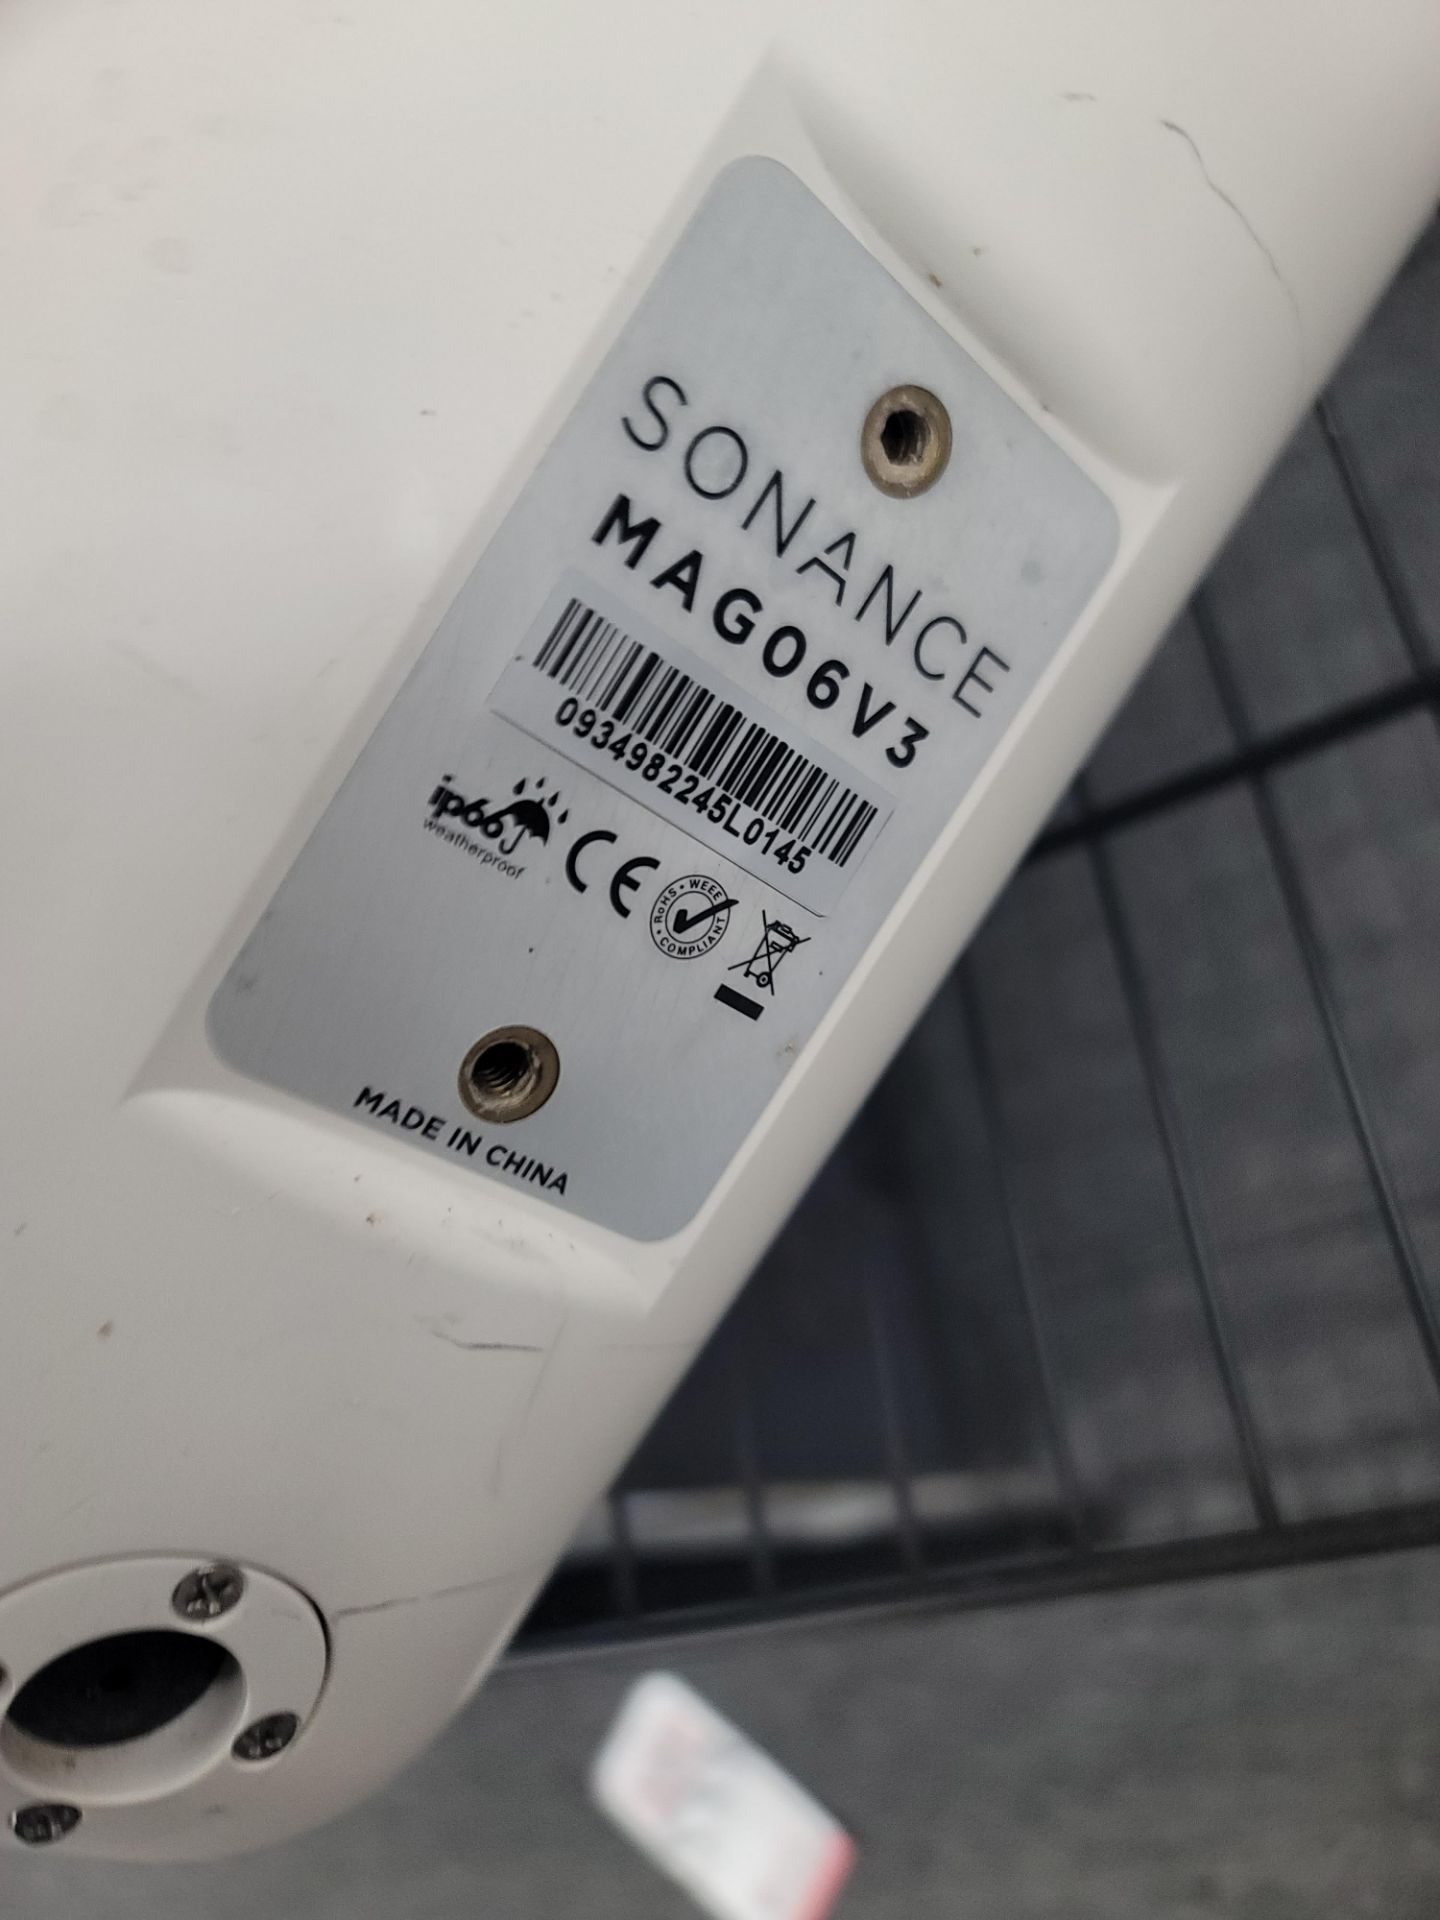 SONANCE
MAG06V3
0934982245L0145
ip66
weatherproof
CE
RoHS • WEEE • COMPLIANT
MADE IN CHINA